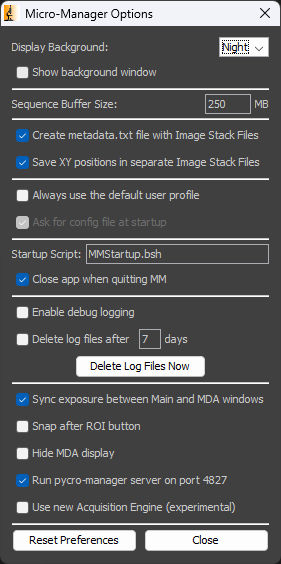 Micro-Manager Options
Display Background: Night
Show background window
Sequence Buffer Size: 250 MB
Create metadata.txt file with Image Stack Files
Save XY positions in separate Image Stack Files
Always use the default user profile
Ask for config file at startup
Startup Script: MMStartup.bsh
Close app when quitting MM
Enable debug logging
Delete log files after 7 days
Delete Log Files Now
Sync exposure between Main and MDA windows
Snap after ROI button
Hide MDA display
Run pycro-manager server on port 4827
Use new Acquisition Engine (experimental)
Reset Preferences Close